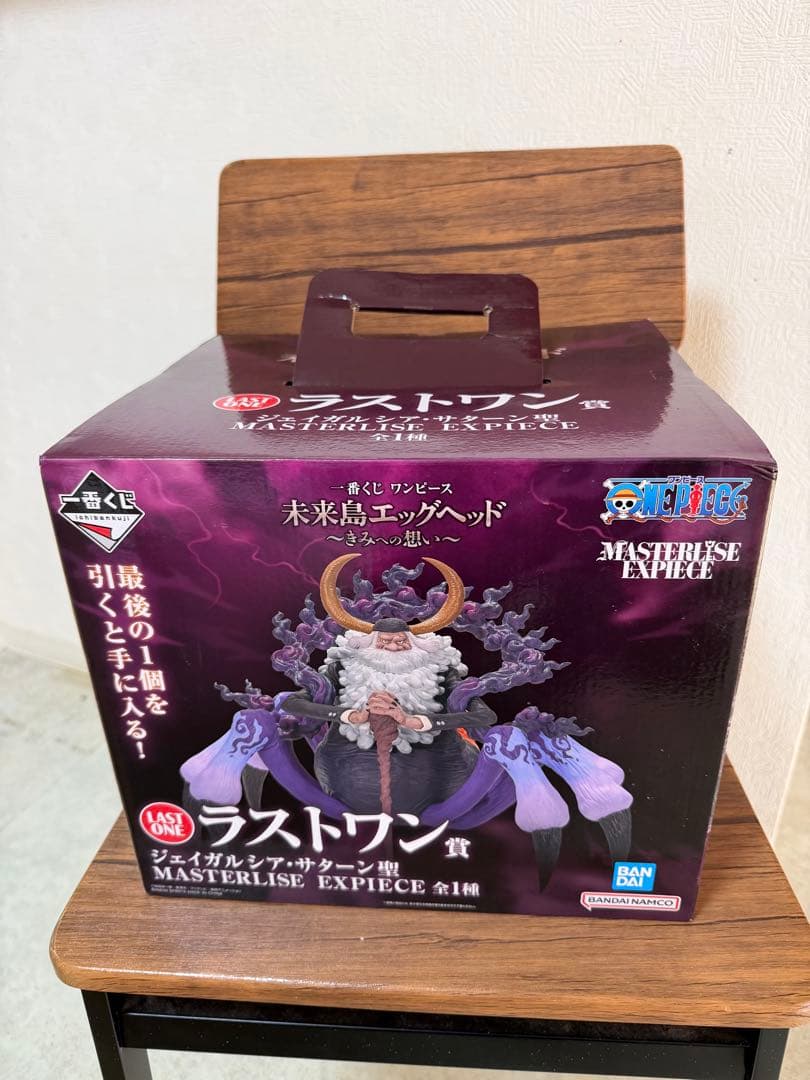 LAST ONE
ラストワン賞
ジェイガルシア・サターン聖
MASTERLISE EXPIECE
全1種
一番くじ
ichibankuji
一番くじ ワンピース
未来島エッグヘッド
～きみへの想い～
ワンピース
ONE PIECE
MASTERLISE
EXPIECE
最後の1個を
引くと手に入る!
LAST
ONE
ラストワン賞
ジェイガルシア・サターン聖
MASTERLISE EXPIECE 全1種
BAN
DAI
BANDAI NAMCO